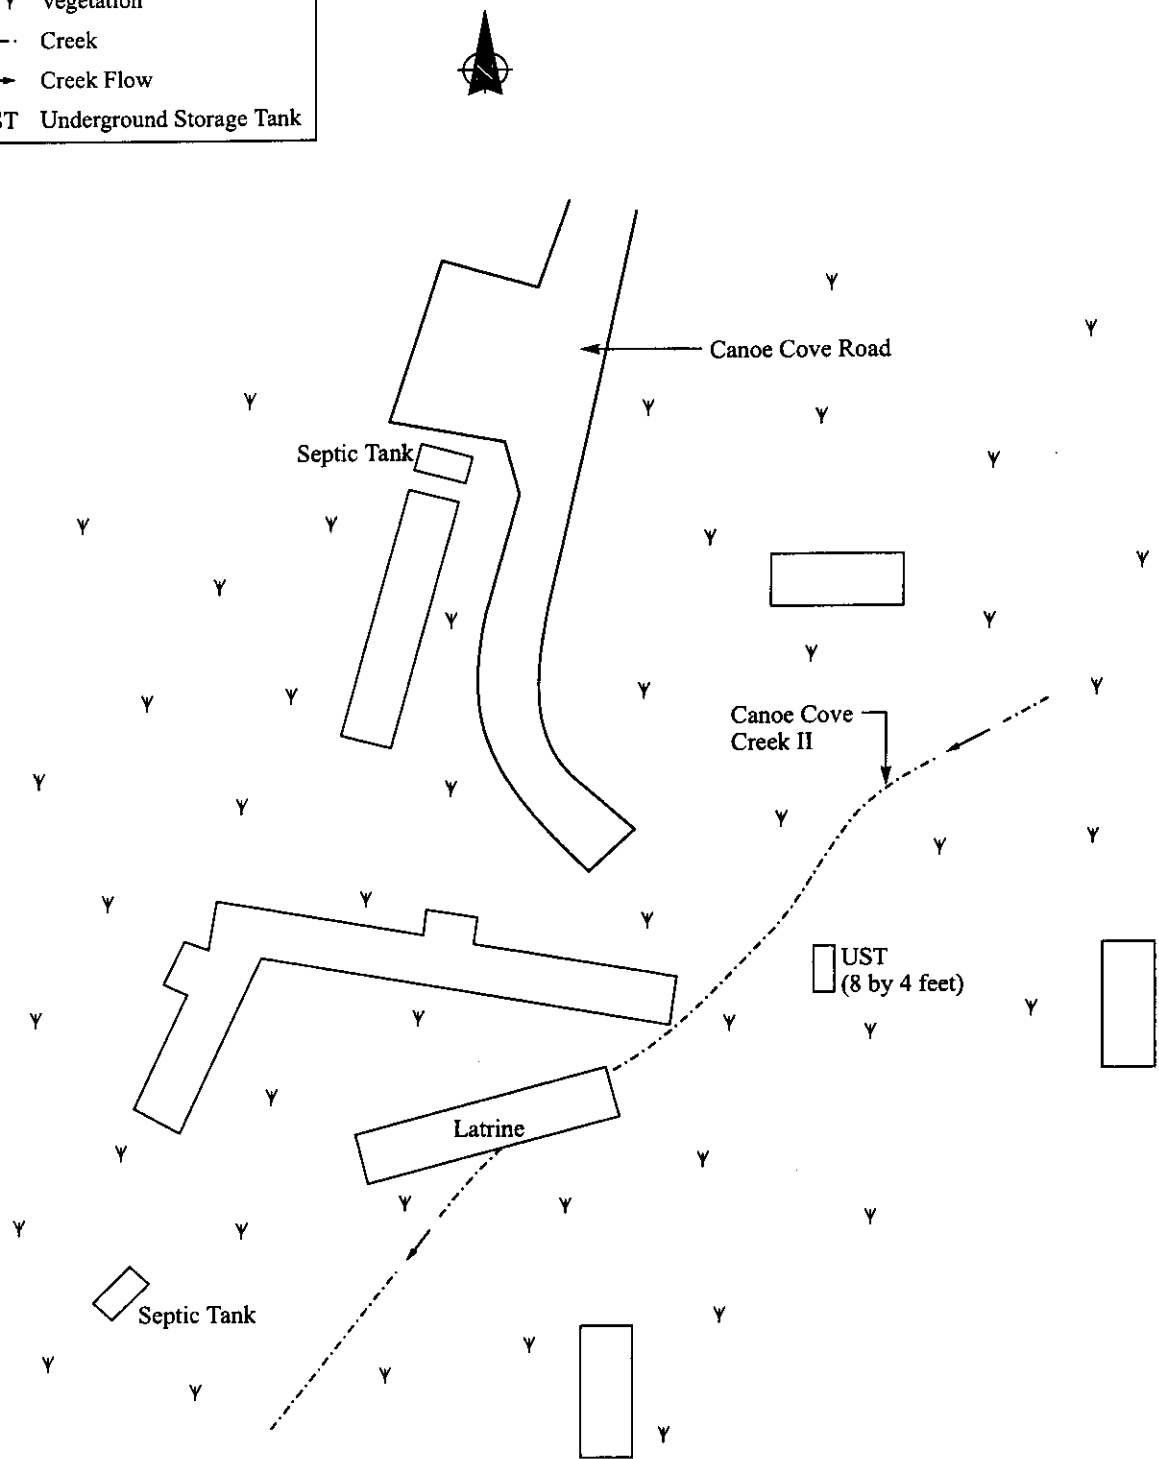 Vegetation
Creek
Creek Flow
Underground Storage Tank
Canoe Cove Road
Septic Tank
Canoe Cove
Creek II
UST
(8 by 4 feet)
Latrine
Septic Tank